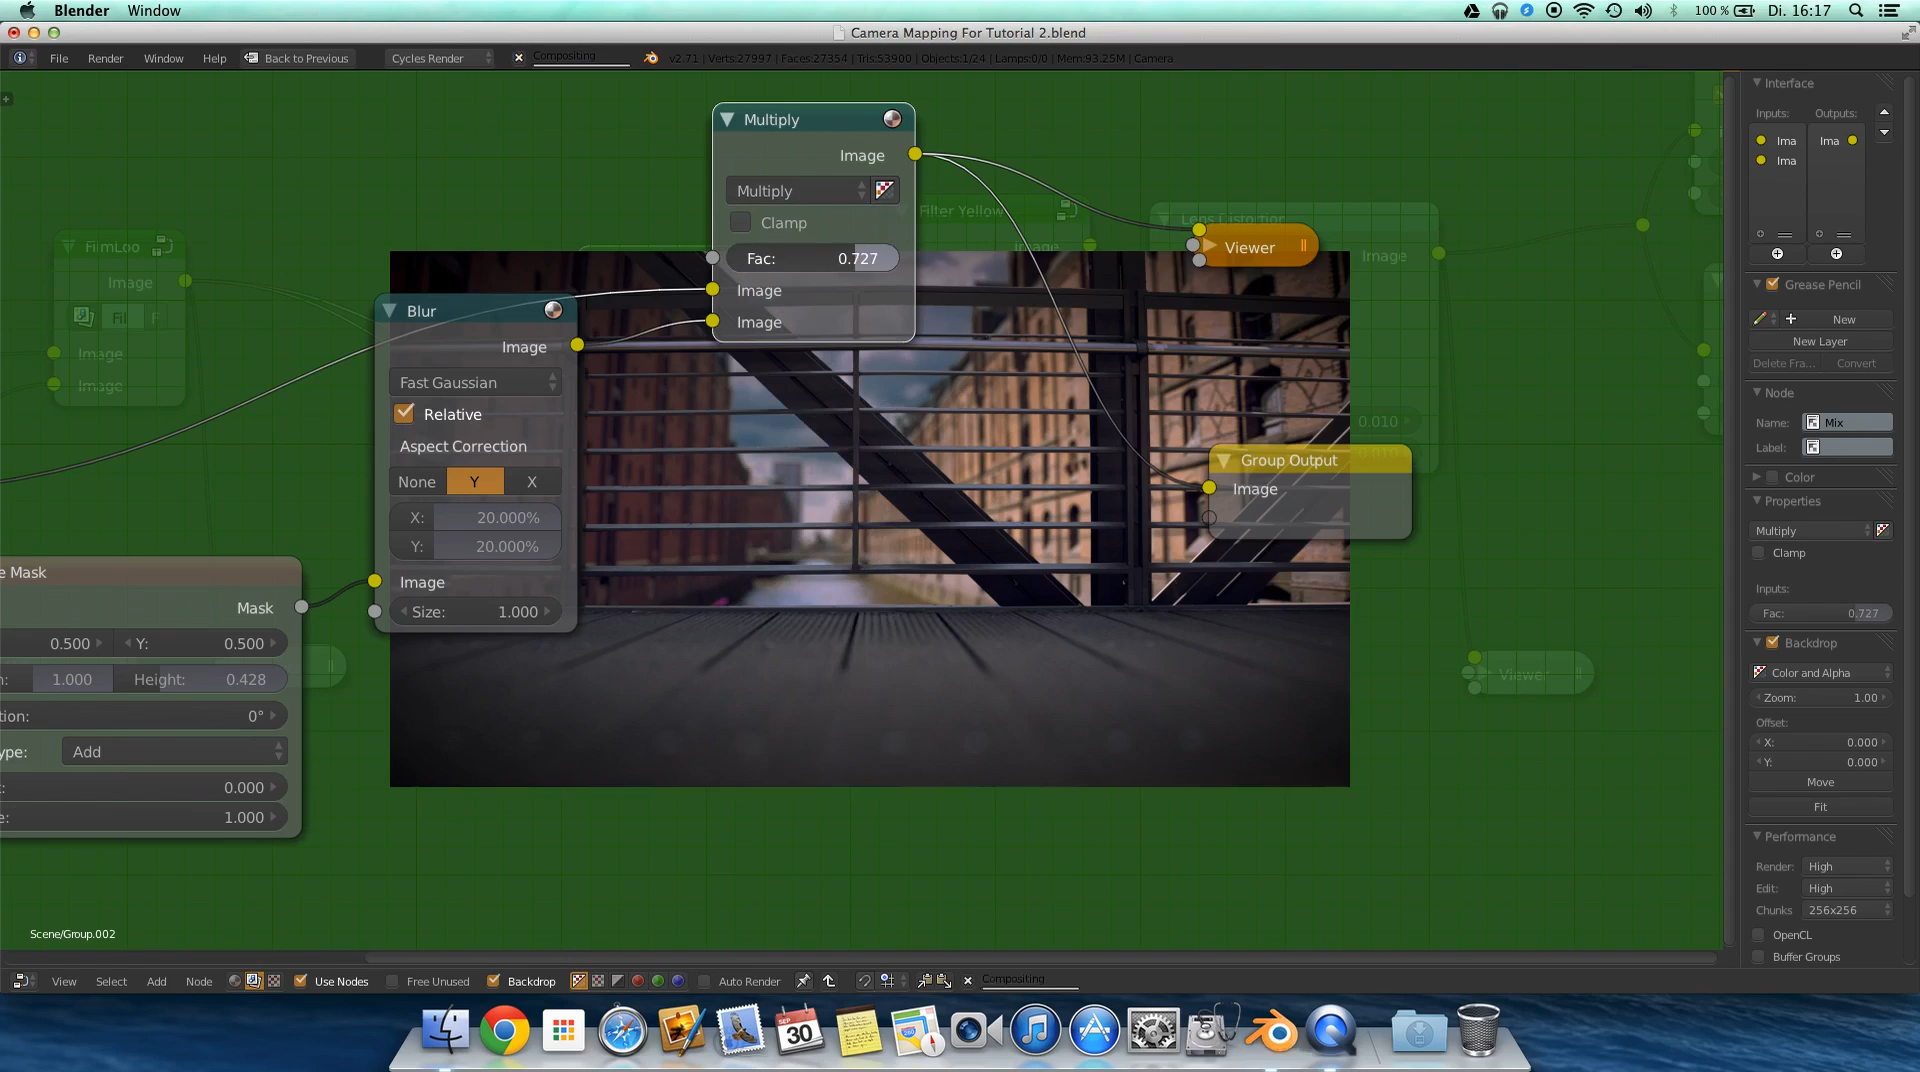 Blender Window
100 % Di. 16:17
Camera Mapping For Tutorial 2.blend
File Render Window Help Back to Previous Cycles Render Compositing v2.71 | Verts:27997 | Faces:27354 | Tris:53900 | Objects:1/24 | Lamps:0/0 | Mem:93.25M | Camera
Multiply
Image
Multiply
Clamp
Fac: 0.727
Image
Image
Filter Yellow
Image
Lens Distortion
Image
0.010
0.010
Viewer
FilmLoo
Image
Fil F
Image
Image
Blur
Image
Fast Gaussian
Relative
Aspect Correction
None Y X
X: 20.000%
Y: 20.000%
Image
Size: 1.000
Group Output
Image
Viewer
e Mask
Mask
0.500 Y: 0.500
1.000 Height: 0.428
tion: 0°
ype: Add
0.000
e: 1.000
Scene/Group.002
Interface
Inputs: Outputs:
Ima Ima
Ima
Grease Pencil
New
New Layer
Delete Fra... Convert
Node
Name: Mix
Label:
Color
Properties
Multiply
Clamp
Inputs:
Fac: 0.727
Backdrop
Color and Alpha
Zoom: 1.00
Offset:
X: 0.000
Y: 0.000
Move
Fit
Performance
Render: High
Edit: High
Chunks 256x256
OpenCL
Buffer Groups
View Select Add Node Use Nodes Free Unused Backdrop Auto Render Compositing
SEP
30